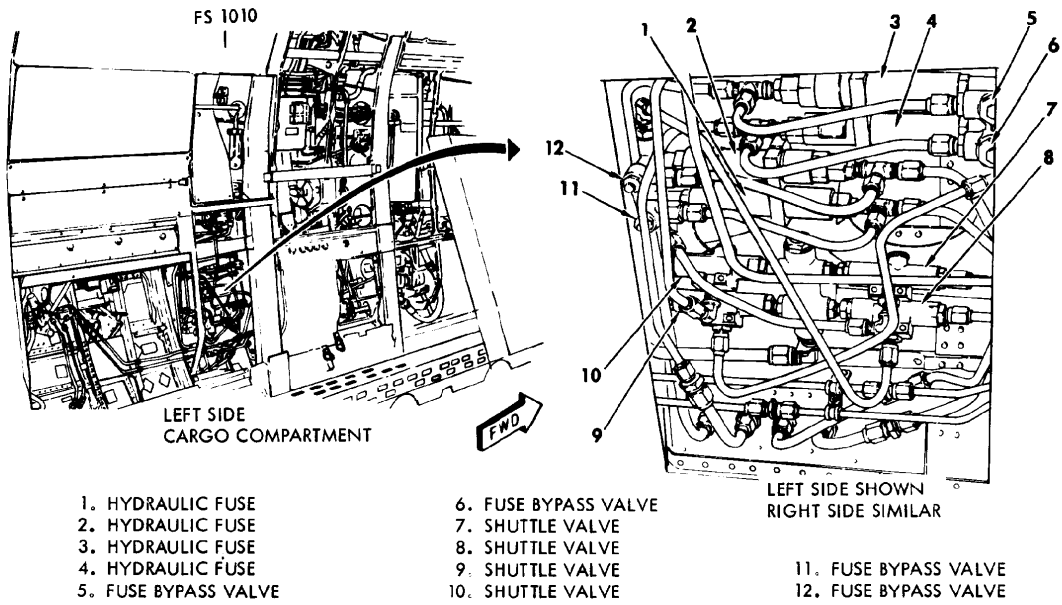 FS 1010
1
2
3
4
5
6
7
8
12
11
10
9
LEFT SIDE
CARGO COMPARTMENT
FWD
LEFT SIDE SHOWN
RIGHT SIDE SIMILAR
1. HYDRAULIC FUSE
2. HYDRAULIC FUSE
3. HYDRAULIC FUSE
4. HYDRAULIC FUSE
5. FUSE BYPASS VALVE
6. FUSE BYPASS VALVE
7. SHUTTLE VALVE
8. SHUTTLE VALVE
9. SHUTTLE VALVE
10. SHUTTLE VALVE
11. FUSE BYPASS VALVE
12. FUSE BYPASS VALVE